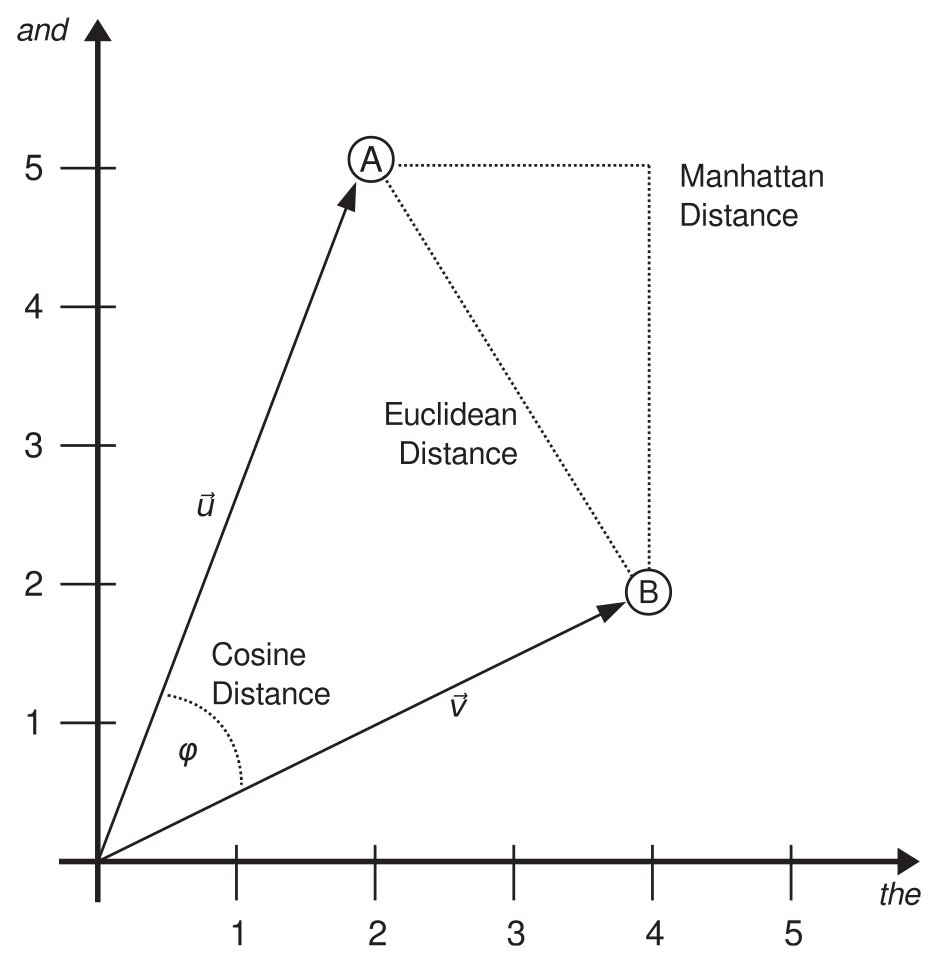 and
5
A
Manhattan
Distance
4
Euclidean
Distance
3
u⃗
2
B
Cosine
Distance
v⃗
1
φ
the
1 2 3 4 5